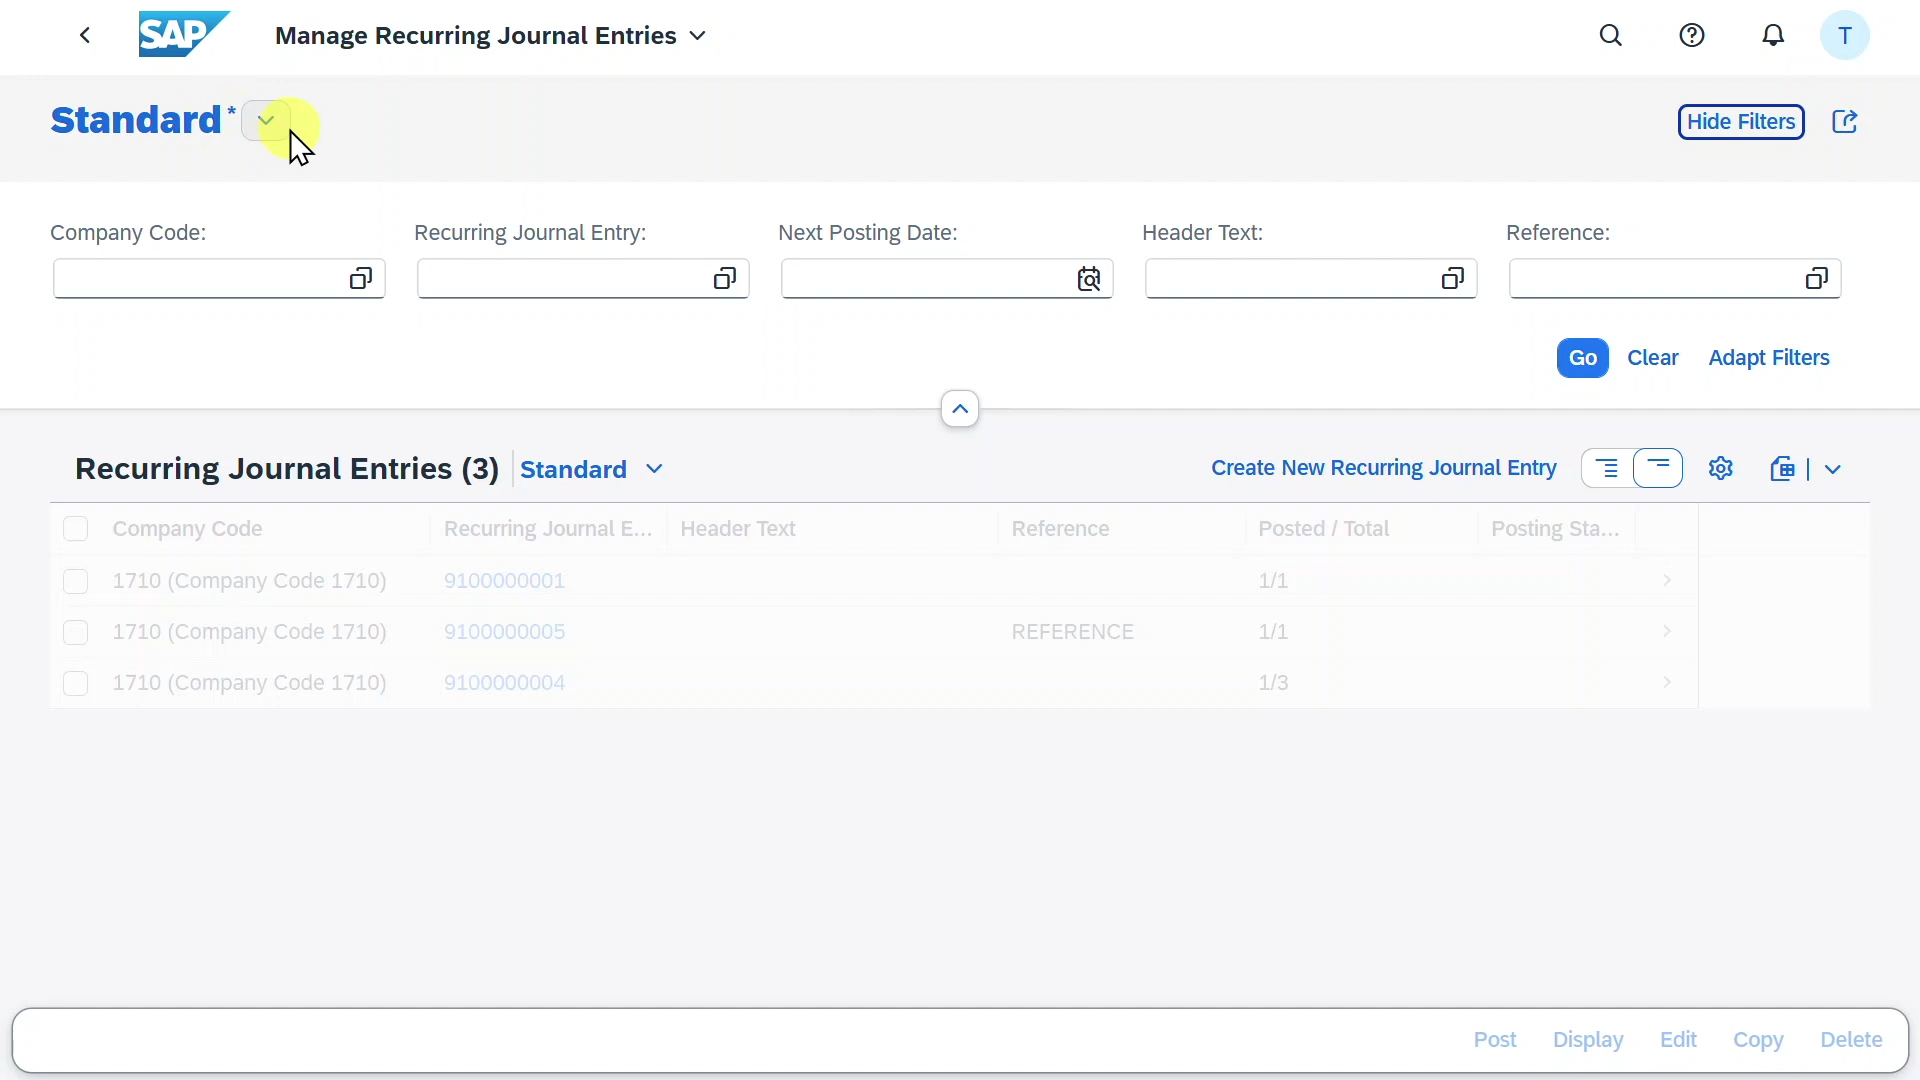 SAP Manage Recurring Journal Entries T
Standard * Hide Filters
Company Code: Recurring Journal Entry: Next Posting Date: Header Text: Reference:
Go Clear Adapt Filters
Recurring Journal Entries (3) Standard Create New Recurring Journal Entry
Company Code Recurring Journal E... Header Text Reference Posted / Total Posting Sta...
1710 (Company Code 1710) 9100000001 1/1
1710 (Company Code 1710) 9100000005 REFERENCE 1/1
1710 (Company Code 1710) 9100000004 1/3
Post Display Edit Copy Delete